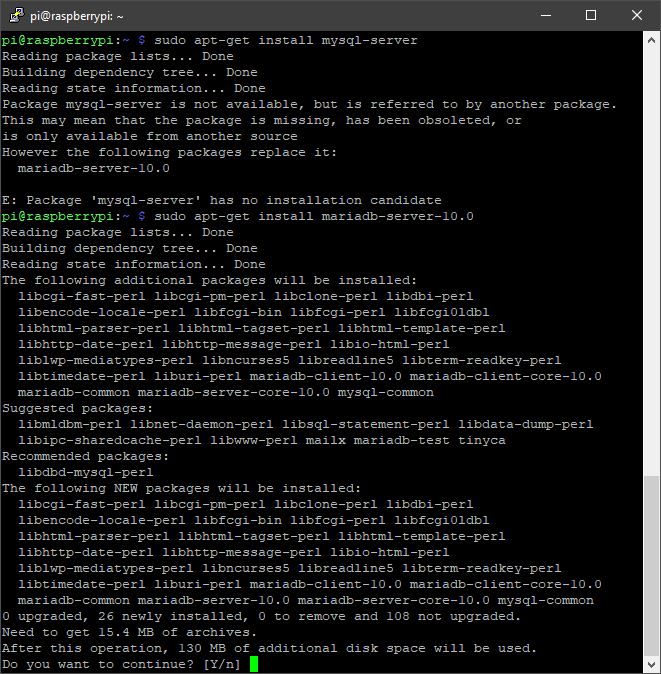 pi@raspberrypi: ~
pi@raspberrypi:~ $ sudo apt-get install mysql-server
Reading package lists... Done
Building dependency tree... Done
Reading state information... Done
Package mysql-server is not available, but is referred to by another package.
This may mean that the package is missing, has been obsoleted, or
is only available from another source
However the following packages replace it:
  mariadb-server-10.0

E: Package 'mysql-server' has no installation candidate
pi@raspberrypi:~ $ sudo apt-get install mariadb-server-10.0
Reading package lists... Done
Building dependency tree... Done
Reading state information... Done
The following additional packages will be installed:
  libcgi-fast-perl libcgi-pm-perl libclone-perl libdbi-perl
  libencode-locale-perl libfcgi-bin libfcgi-perl libfcgi0ldbl
  libhtml-parser-perl libhtml-tagset-perl libhtml-template-perl
  libhttp-date-perl libhttp-message-perl libio-html-perl
  liblwp-mediatypes-perl libncurses5 libreadline5 libterm-readkey-perl
  libtimedate-perl liburi-perl mariadb-client-10.0 mariadb-client-core-10.0
  mariadb-common mariadb-server-core-10.0 mysql-common
Suggested packages:
  libmldbm-perl libnet-daemon-perl libsql-statement-perl libdata-dump-perl
  libipc-sharedcache-perl libwww-perl mailx mariadb-test tinyca
Recommended packages:
  libdbd-mysql-perl
The following NEW packages will be installed:
  libcgi-fast-perl libcgi-pm-perl libclone-perl libdbi-perl
  libencode-locale-perl libfcgi-bin libfcgi-perl libfcgi0ldbl
  libhtml-parser-perl libhtml-tagset-perl libhtml-template-perl
  libhttp-date-perl libhttp-message-perl libio-html-perl
  liblwp-mediatypes-perl libncurses5 libreadline5 libterm-readkey-perl
  libtimedate-perl liburi-perl mariadb-client-10.0 mariadb-client-core-10.0
  mariadb-common mariadb-server-10.0 mariadb-server-core-10.0 mysql-common
0 upgraded, 26 newly installed, 0 to remove and 108 not upgraded.
Need to get 15.4 MB of archives.
After this operation, 130 MB of additional disk space will be used.
Do you want to continue? [Y/n]